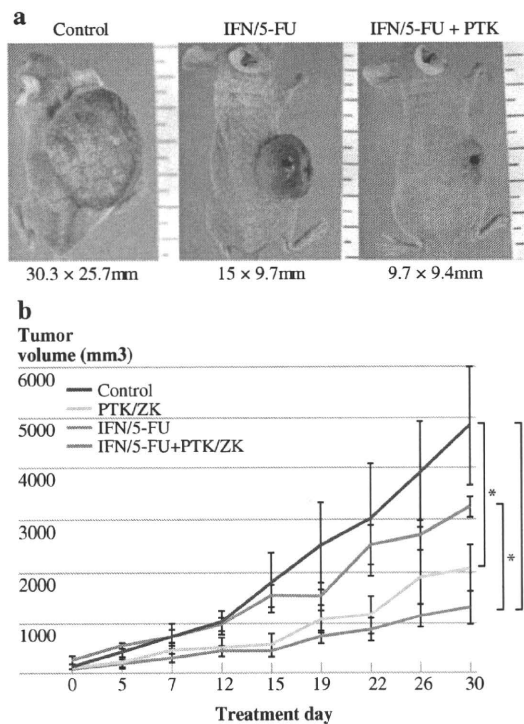 a
Control IFN/5-FU IFN/5-FU + PTK
30.3 × 25.7mm 15 × 9.7mm 9.7 × 9.4mm
b
Tumor
volume (mm3)
6000
5000
4000
3000
2000
1000
Control
PTK/ZK
IFN/5-FU
IFN/5-FU+PTK/ZK
*
*
0 5 7 12 15 19 22 26 30
Treatment day